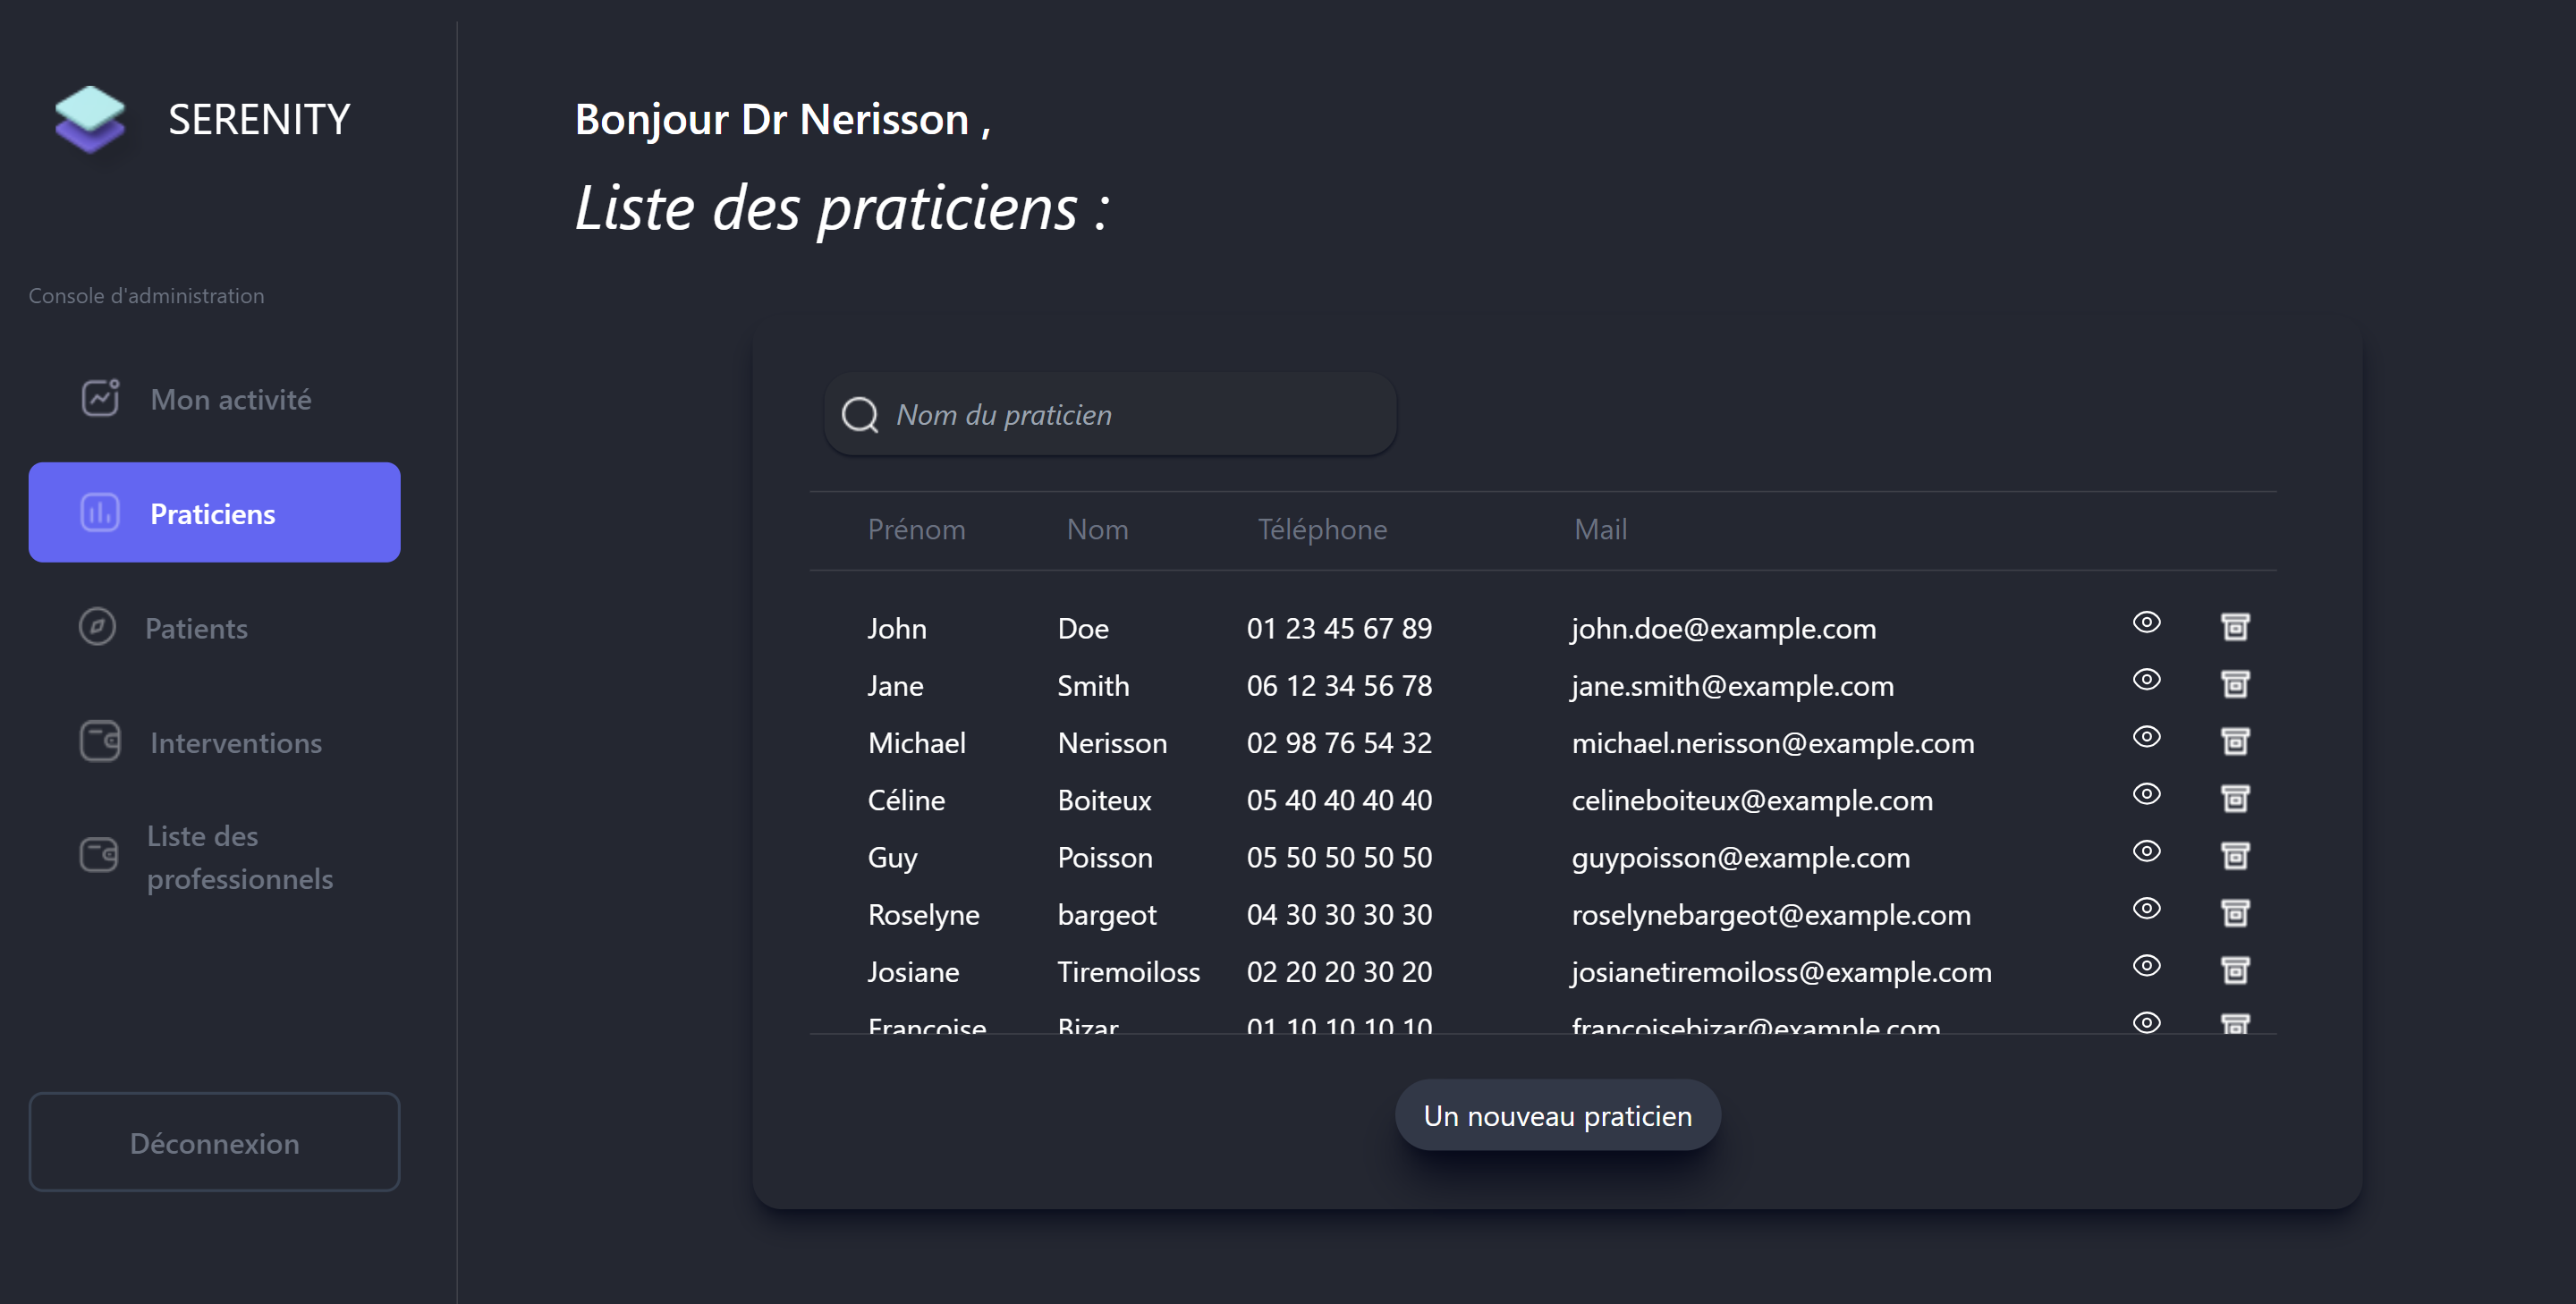 SERENITY
Console d'administration
Mon activité
Praticiens
Patients
Interventions
Liste des
professionnels
Déconnexion
Bonjour Dr Nerisson ,
Liste des praticiens :
Nom du praticien
Prénom Nom Téléphone Mail
John Doe 01 23 45 67 89 john.doe@example.com
Jane Smith 06 12 34 56 78 jane.smith@example.com
Michael Nerisson 02 98 76 54 32 michael.nerisson@example.com
Céline Boiteux 05 40 40 40 40 celineboiteux@example.com
Guy Poisson 05 50 50 50 50 guypoisson@example.com
Roselyne bargeot 04 30 30 30 30 roselynebargeot@example.com
Josiane Tiremoiloss 02 20 20 30 20 josianetiremoiloss@example.com
Francoise Bizar 01 10 10 10 10 francoisebizar@example.com
Un nouveau praticien